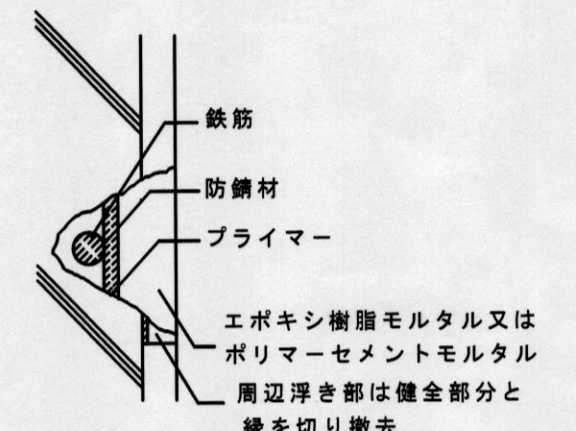 鉄筋
防錆材
プライマー
エポキシ樹脂モルタル又は
ポリマーセメントモルタル
周辺浮き部は健全部分と
縁を切り撤去